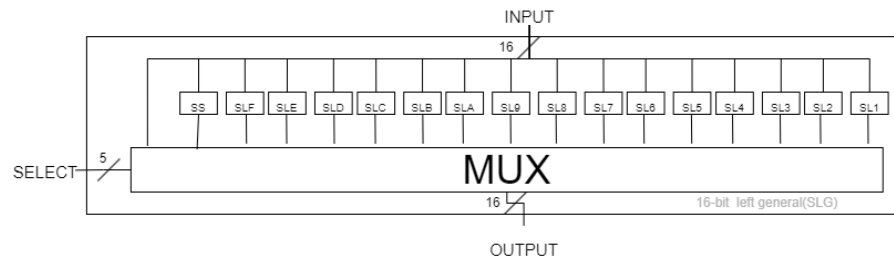 INPUT
16
SS SLF SLE SLD SLC SLB SLA SL9 SL8 SL7 SL6 SL5 SL4 SL3 SL2 SL1
5
SELECT
MUX
16
16-bit left general(SLG)
OUTPUT